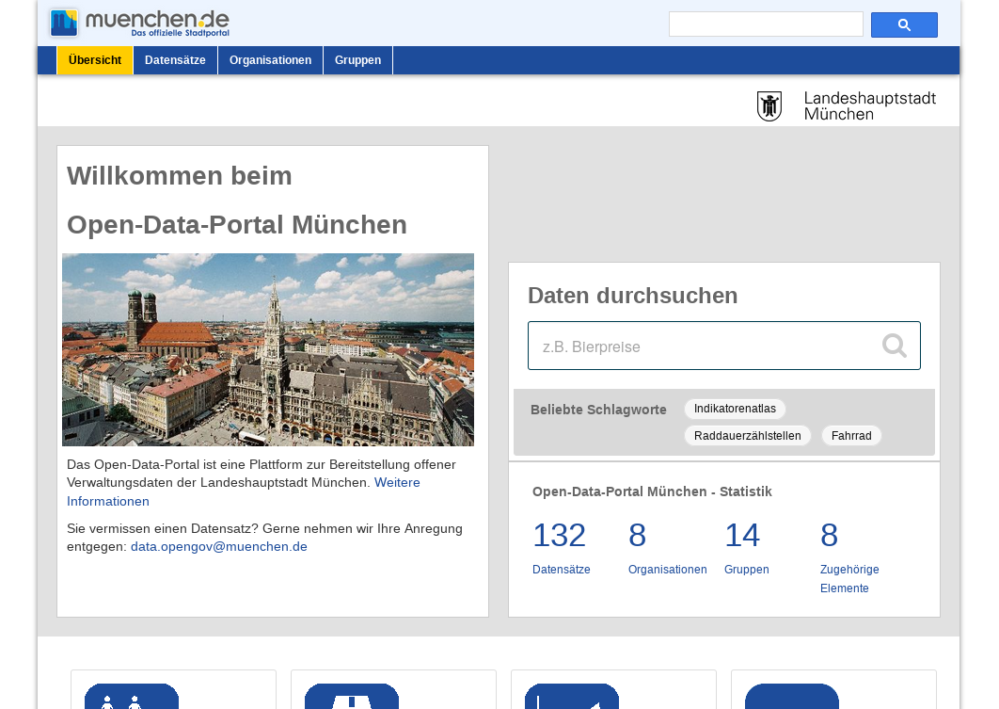 muenchen.de
Das offizielle Stadtportal
Übersicht
Datensätze
Organisationen
Gruppen
Landeshauptstadt
München
Willkommen beim
Open-Data-Portal München
Das Open-Data-Portal ist eine Plattform zur Bereitstellung offener
Verwaltungsdaten der Landeshauptstadt München. Weitere
Informationen
Sie vermissen einen Datensatz? Gerne nehmen wir Ihre Anregung
entgegen: data.opengov@muenchen.de
Daten durchsuchen
z.B. Bierpreise
Beliebte Schlagworte
Indikatorenatlas
Raddauerzählstellen
Fahrrad
Open-Data-Portal München - Statistik
132
Datensätze
8
Organisationen
14
Gruppen
8
Zugehörige
Elemente